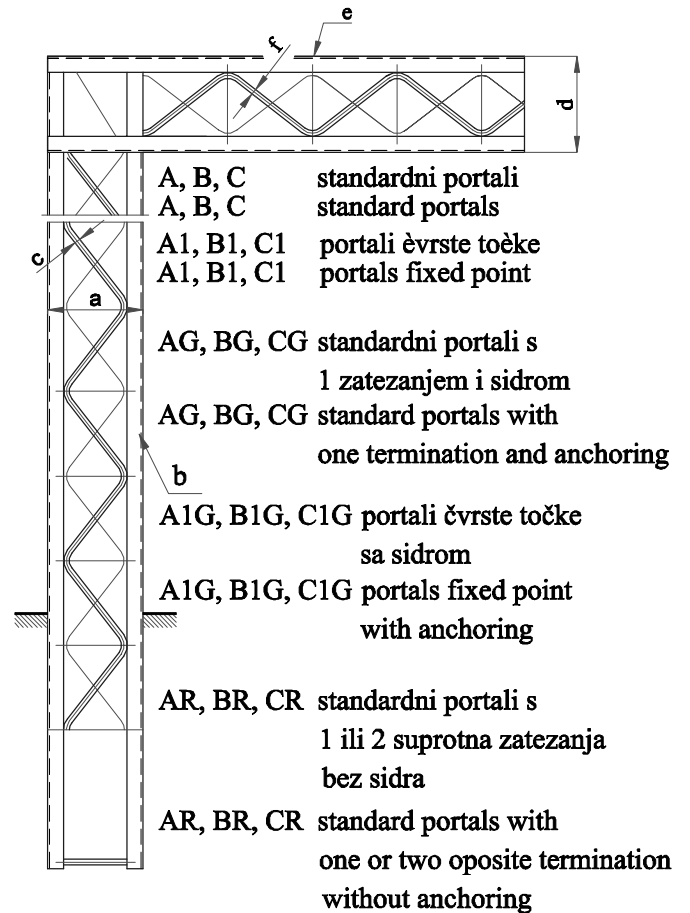 e
f
d
A, B, C standardni portali
A, B, C standard portals
c
A1, B1, C1 portali èvrste toèke
A1, B1, C1 portals fixed point
a
AG, BG, CG standardni portali s
1 zatezanjem i sidrom
AG, BG, CG standard portals with
one termination and anchoring
b
A1G, B1G, C1G portali čvrste točke
sa sidrom
A1G, B1G, C1G portals fixed point
with anchoring
AR, BR, CR standardni portali s
1 ili 2 suprotna zatezanja
bez sidra
AR, BR, CR standard portals with
one or two oposite termination
without anchoring